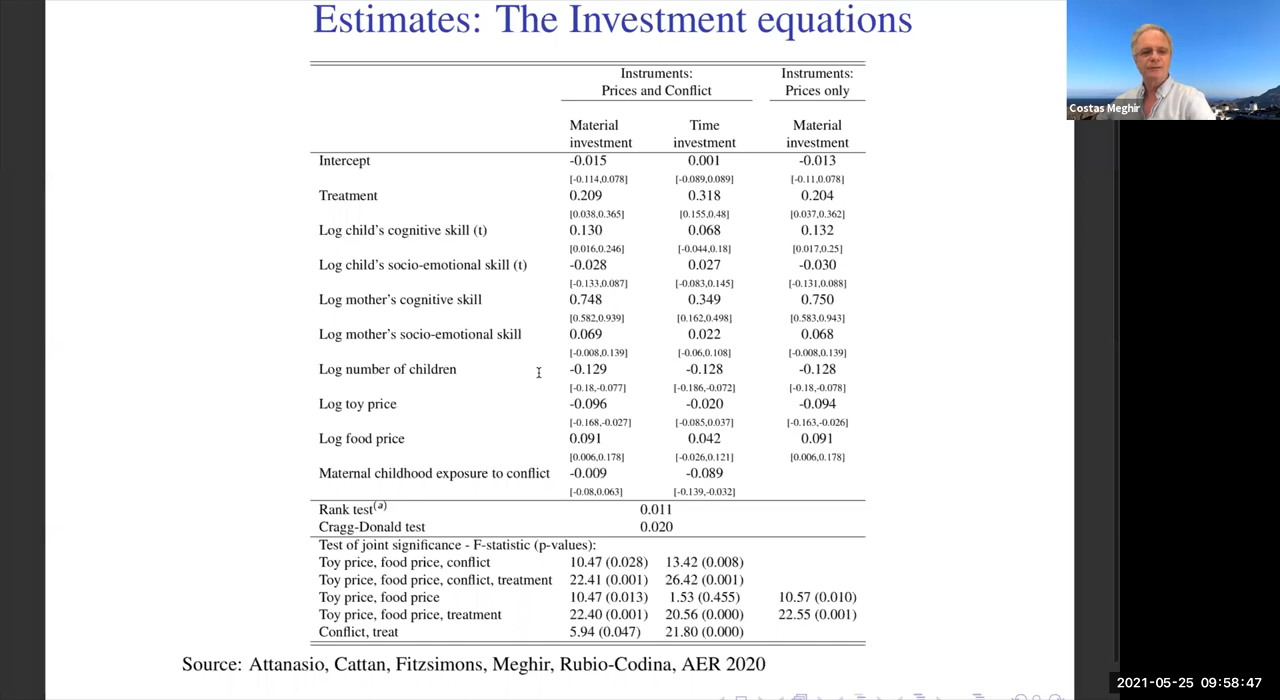 Estimates: The Investment equations
Instruments: Instruments:
Prices and Conflict Prices only
Material Time Material
investment investment investment
Intercept -0.015 0.001 -0.013
[-0.114,0.078] [-0.089,0.089] [-0.11,0.078]
Treatment 0.209 0.318 0.204
[0.038,0.365] [0.155,0.48] [0.037,0.362]
Log child's cognitive skill (t) 0.130 0.068 0.132
[0.016,0.246] [-0.044,0.18] [0.017,0.25]
Log child's socio-emotional skill (t) -0.028 0.027 -0.030
[-0.133,0.087] [-0.083,0.145] [-0.131,0.088]
Log mother's cognitive skill 0.748 0.349 0.750
[0.582,0.939] [0.162,0.498] [0.583,0.943]
Log mother's socio-emotional skill 0.069 0.022 0.068
[-0.008,0.139] [-0.06,0.108] [-0.008,0.139]
Log number of children -0.129 -0.128 -0.128
[-0.18,-0.077] [-0.186,-0.072] [-0.18,-0.078]
Log toy price -0.096 -0.020 -0.094
[-0.168,-0.027] [-0.085,0.037] [-0.163,-0.026]
Log food price 0.091 0.042 0.091
[0.006,0.178] [-0.026,0.121] [0.006,0.178]
Maternal childhood exposure to conflict -0.009 -0.089
[-0.08,0.063] [-0.139,-0.032]
Rank test(a) 0.011
Cragg-Donald test 0.020
Test of joint significance - F-statistic (p-values):
Toy price, food price, conflict 10.47 (0.028) 13.42 (0.008)
Toy price, food price, conflict, treatment 22.41 (0.001) 26.42 (0.001)
Toy price, food price 10.47 (0.013) 1.53 (0.455) 10.57 (0.010)
Toy price, food price, treatment 22.40 (0.001) 20.56 (0.000) 22.55 (0.001)
Conflict, treat 5.94 (0.047) 21.80 (0.000)
Source: Attanasio, Cattan, Fitzsimons, Meghir, Rubio-Codina, AER 2020
Costas Meghir
2021-05-25 09:58:47